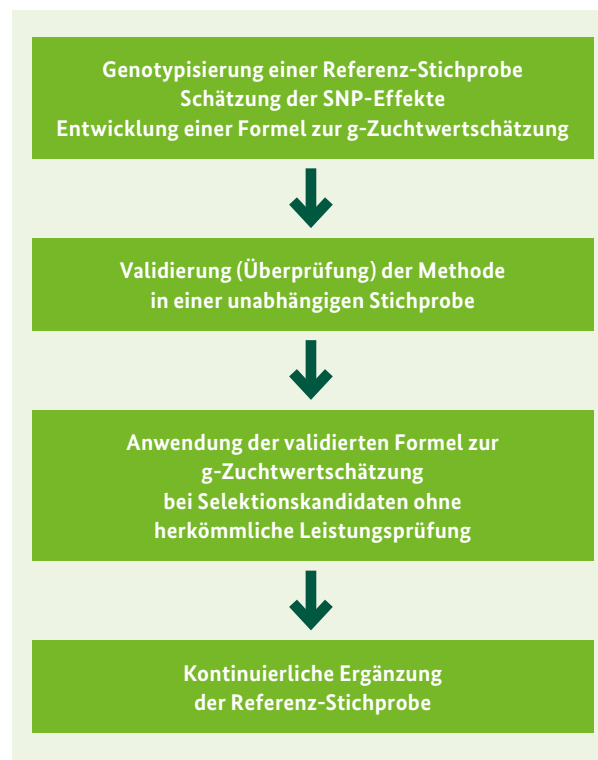 Genotypisierung einer Referenz-Stichprobe
Schätzung der SNP-Effekte
Entwicklung einer Formel zur g-Zuchtwertschätzung
Validierung (Überprüfung) der Methode
in einer unabhängigen Stichprobe
Anwendung der validierten Formel zur
g-Zuchtwertschätzung
bei Selektionskandidaten ohne
herkömmliche Leistungsprüfung
Kontinuierliche Ergänzung
der Referenz-Stichprobe